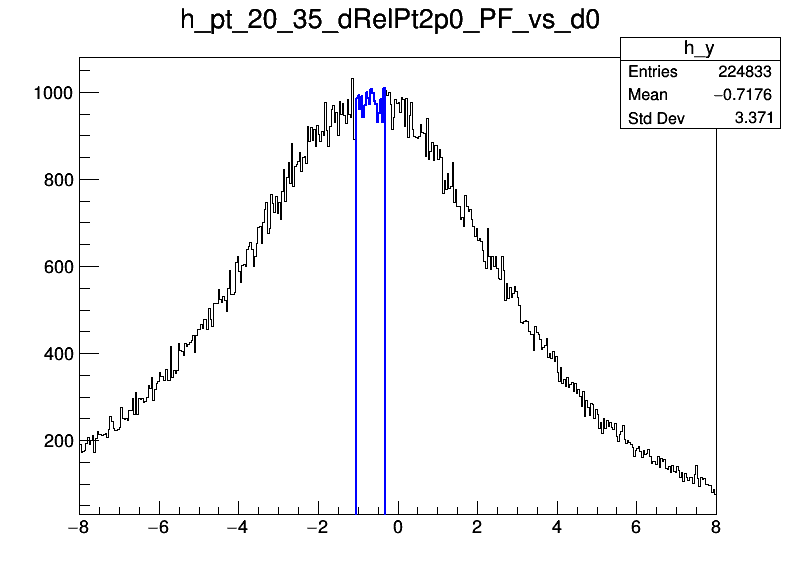 h_pt_20_35_dRelPt2p0_PF_vs_d0
h_y
Entries 224833
Mean −0.7176
Std Dev 3.371
1000
800
600
400
200
−8 −6 −4 −2 0 2 4 6 8